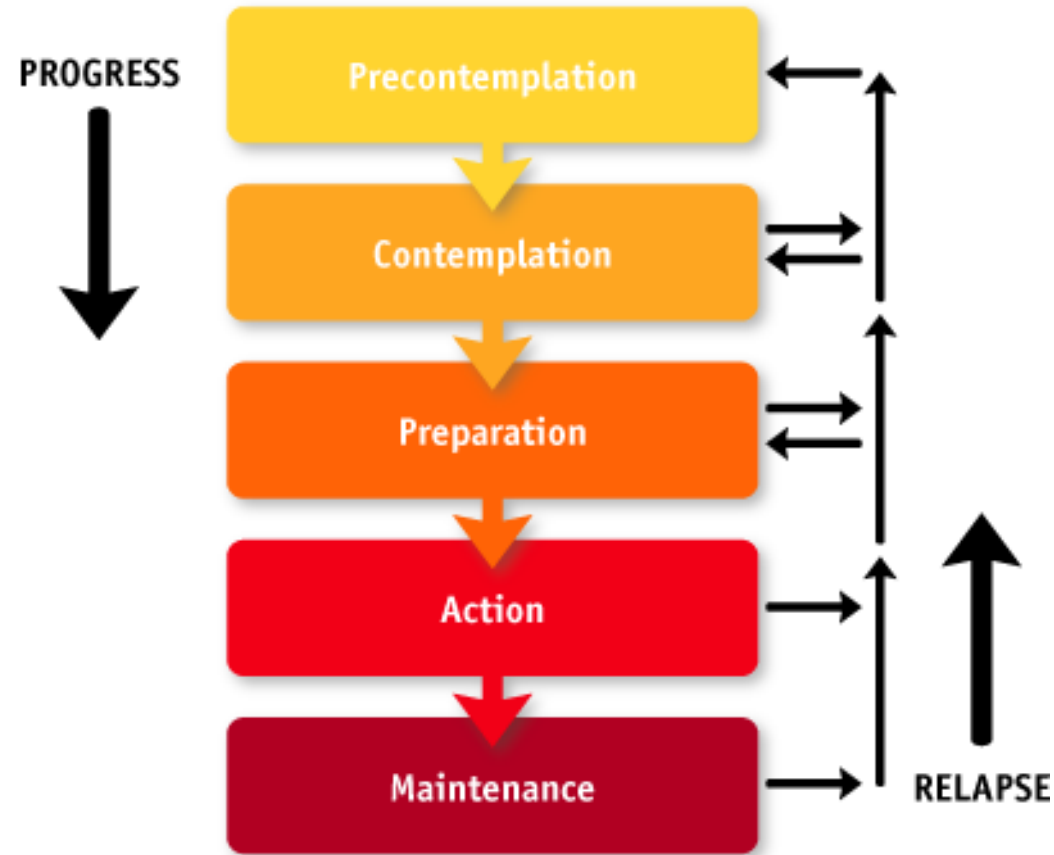 PROGRESS
Precontemplation
Contemplation
Preparation
Action
Maintenance
RELAPSE